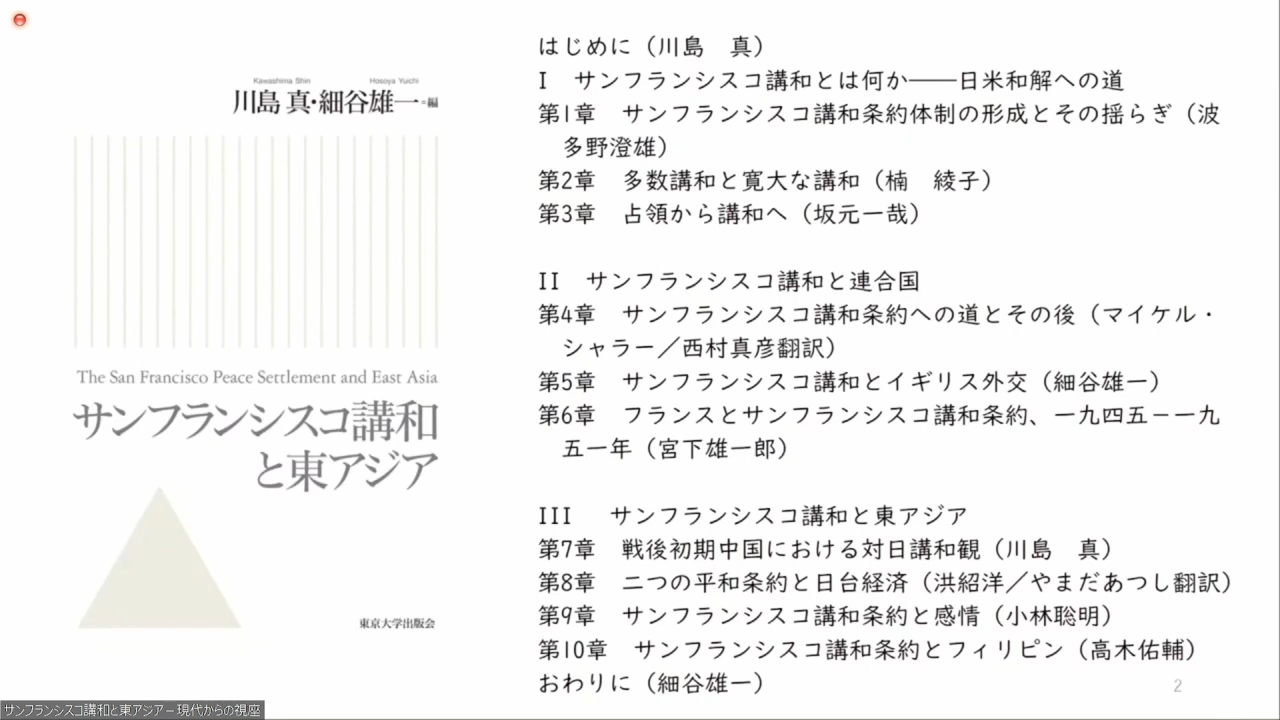 Kawashima Shin Hosoya Yuichi
川島 真・細谷雄一=編
The San Francisco Peace Settlement and East Asia
サンフランシスコ講和
と東アジア
東京大学出版会
はじめに（川島　真）
I　サンフランシスコ講和とは何か――日米和解への道
第1章　サンフランシスコ講和条約体制の形成とその揺らぎ（波
多野澄雄）
第2章　多数講和と寛大な講和（楠　綾子）
第3章　占領から講和へ（坂元一哉）
II　サンフランシスコ講和と連合国
第4章　サンフランシスコ講和条約への道とその後（マイケル・
シャラー／西村真彦翻訳）
第5章　サンフランシスコ講和とイギリス外交（細谷雄一）
第6章　フランスとサンフランシスコ講和条約、一九四五－一九
五一年（宮下雄一郎）
III　サンフランシスコ講和と東アジア
第7章　戦後初期中国における対日講和観（川島　真）
第8章　二つの平和条約と日台経済（洪紹洋／やまだあつし翻訳）
第9章　サンフランシスコ講和条約と感情（小林聡明）
第10章　サンフランシスコ講和条約とフィリピン（高木佑輔）
おわりに（細谷雄一）
2
サンフランシスコ講和と東アジア－現代からの視座